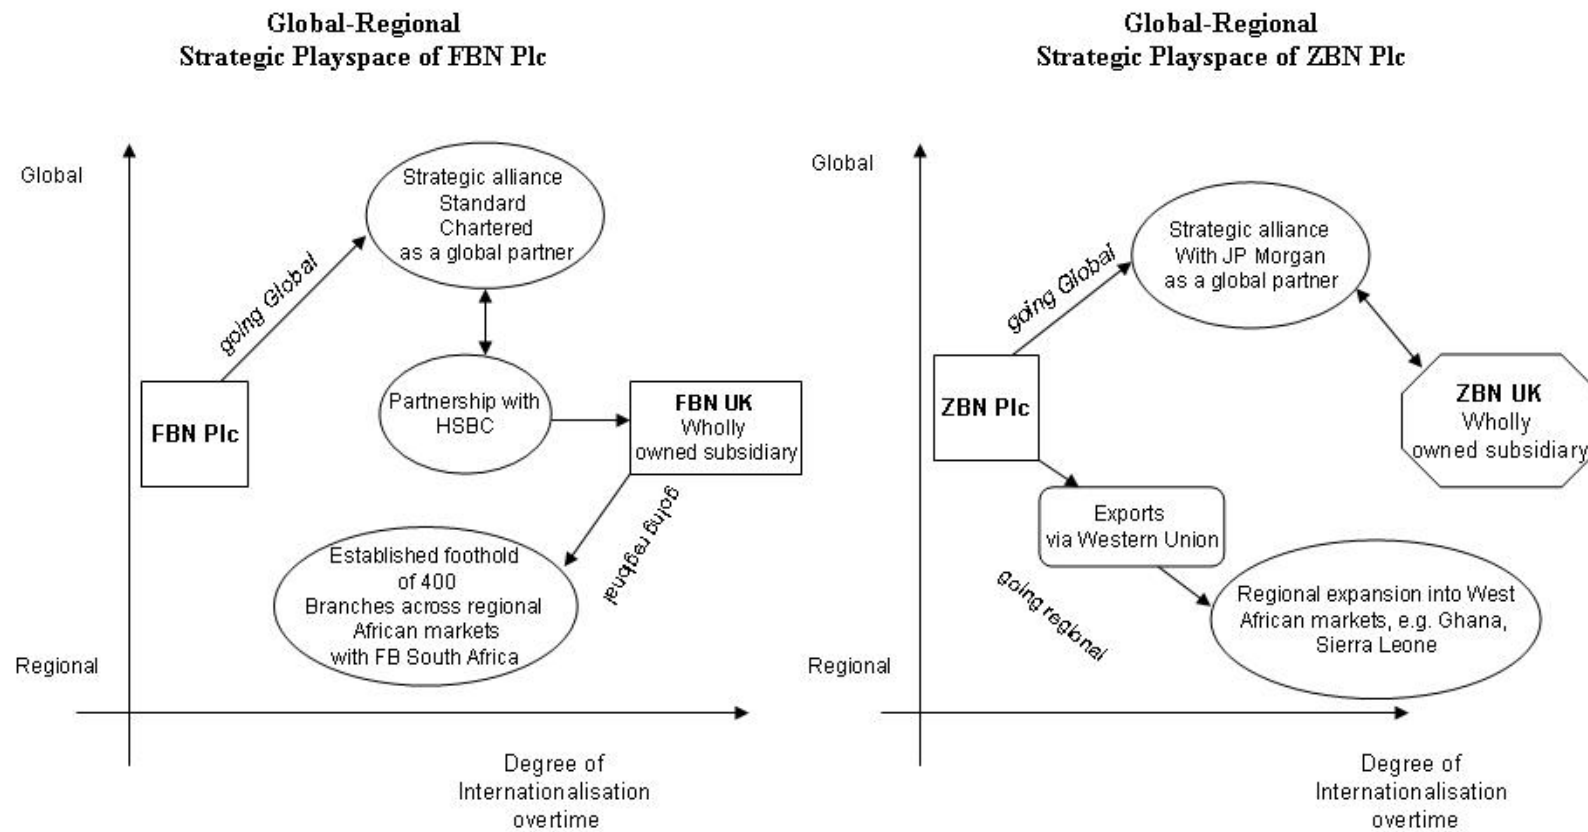 Global-Regional
Strategic Playspace of FBN Plc
Global
Strategic alliance
Standard
Chartered
as a global partner
going Global
FBN Plc
Partnership with
HSBC
FBN UK
Wholly
owned subsidiary
going regional
Established foothold
of 400
Branches across regional
African markets
with FB South Africa
Regional
Degree of
Internationalisation
overtime
Global-Regional
Strategic Playspace of ZBN Plc
Global
Strategic alliance
With JP Morgan
as a global partner
going Global
ZBN Plc
ZBN UK
Wholly
owned subsidiary
Exports
via Western Union
going regional
Regional expansion into West
African markets, e.g. Ghana,
Sierra Leone
Regional
Degree of
Internationalisation
overtime